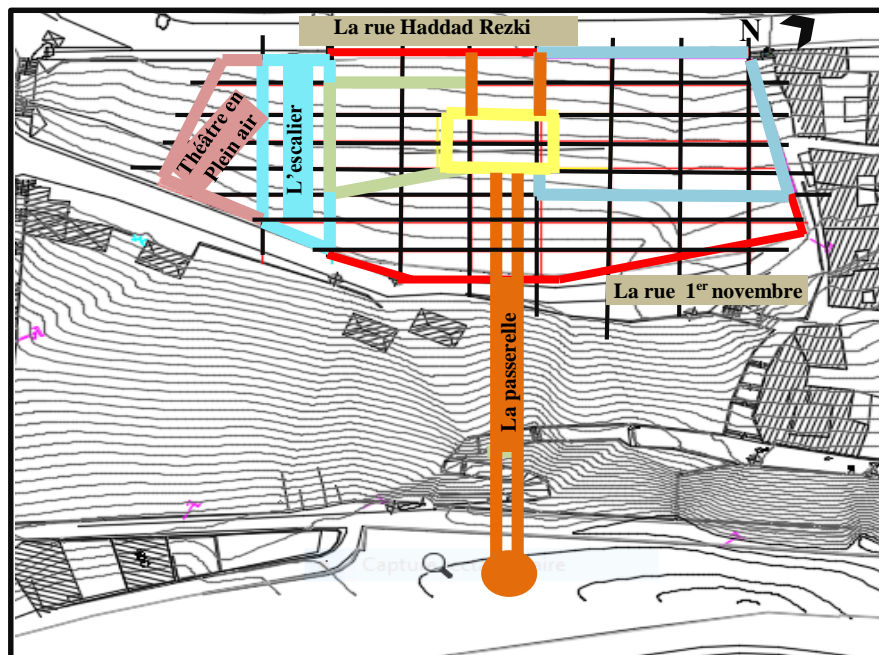 La rue Haddad Rezki
N
Théâtre en
Plein air
L'escalier
La rue 1er novembre
La passerelle